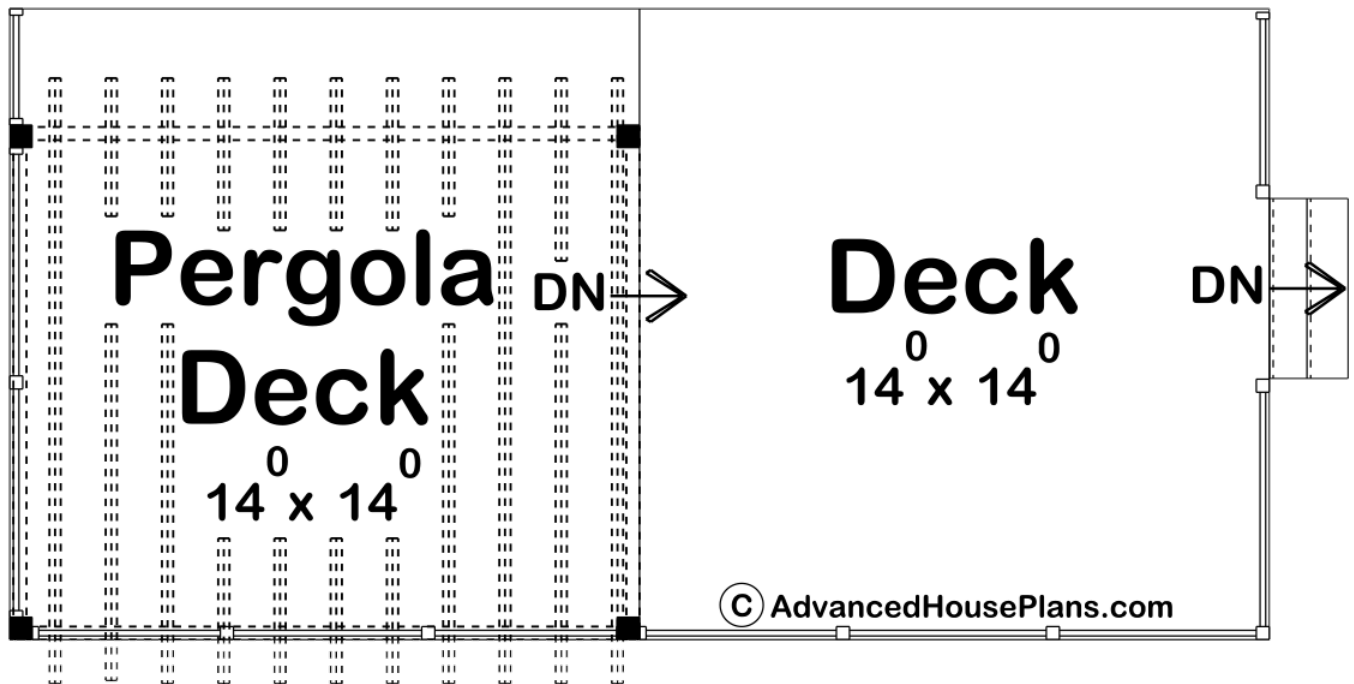 Pergola
Deck
14⁰ x 14⁰
DN
Deck
14⁰ x 14⁰
DN
© AdvancedHousePlans.com